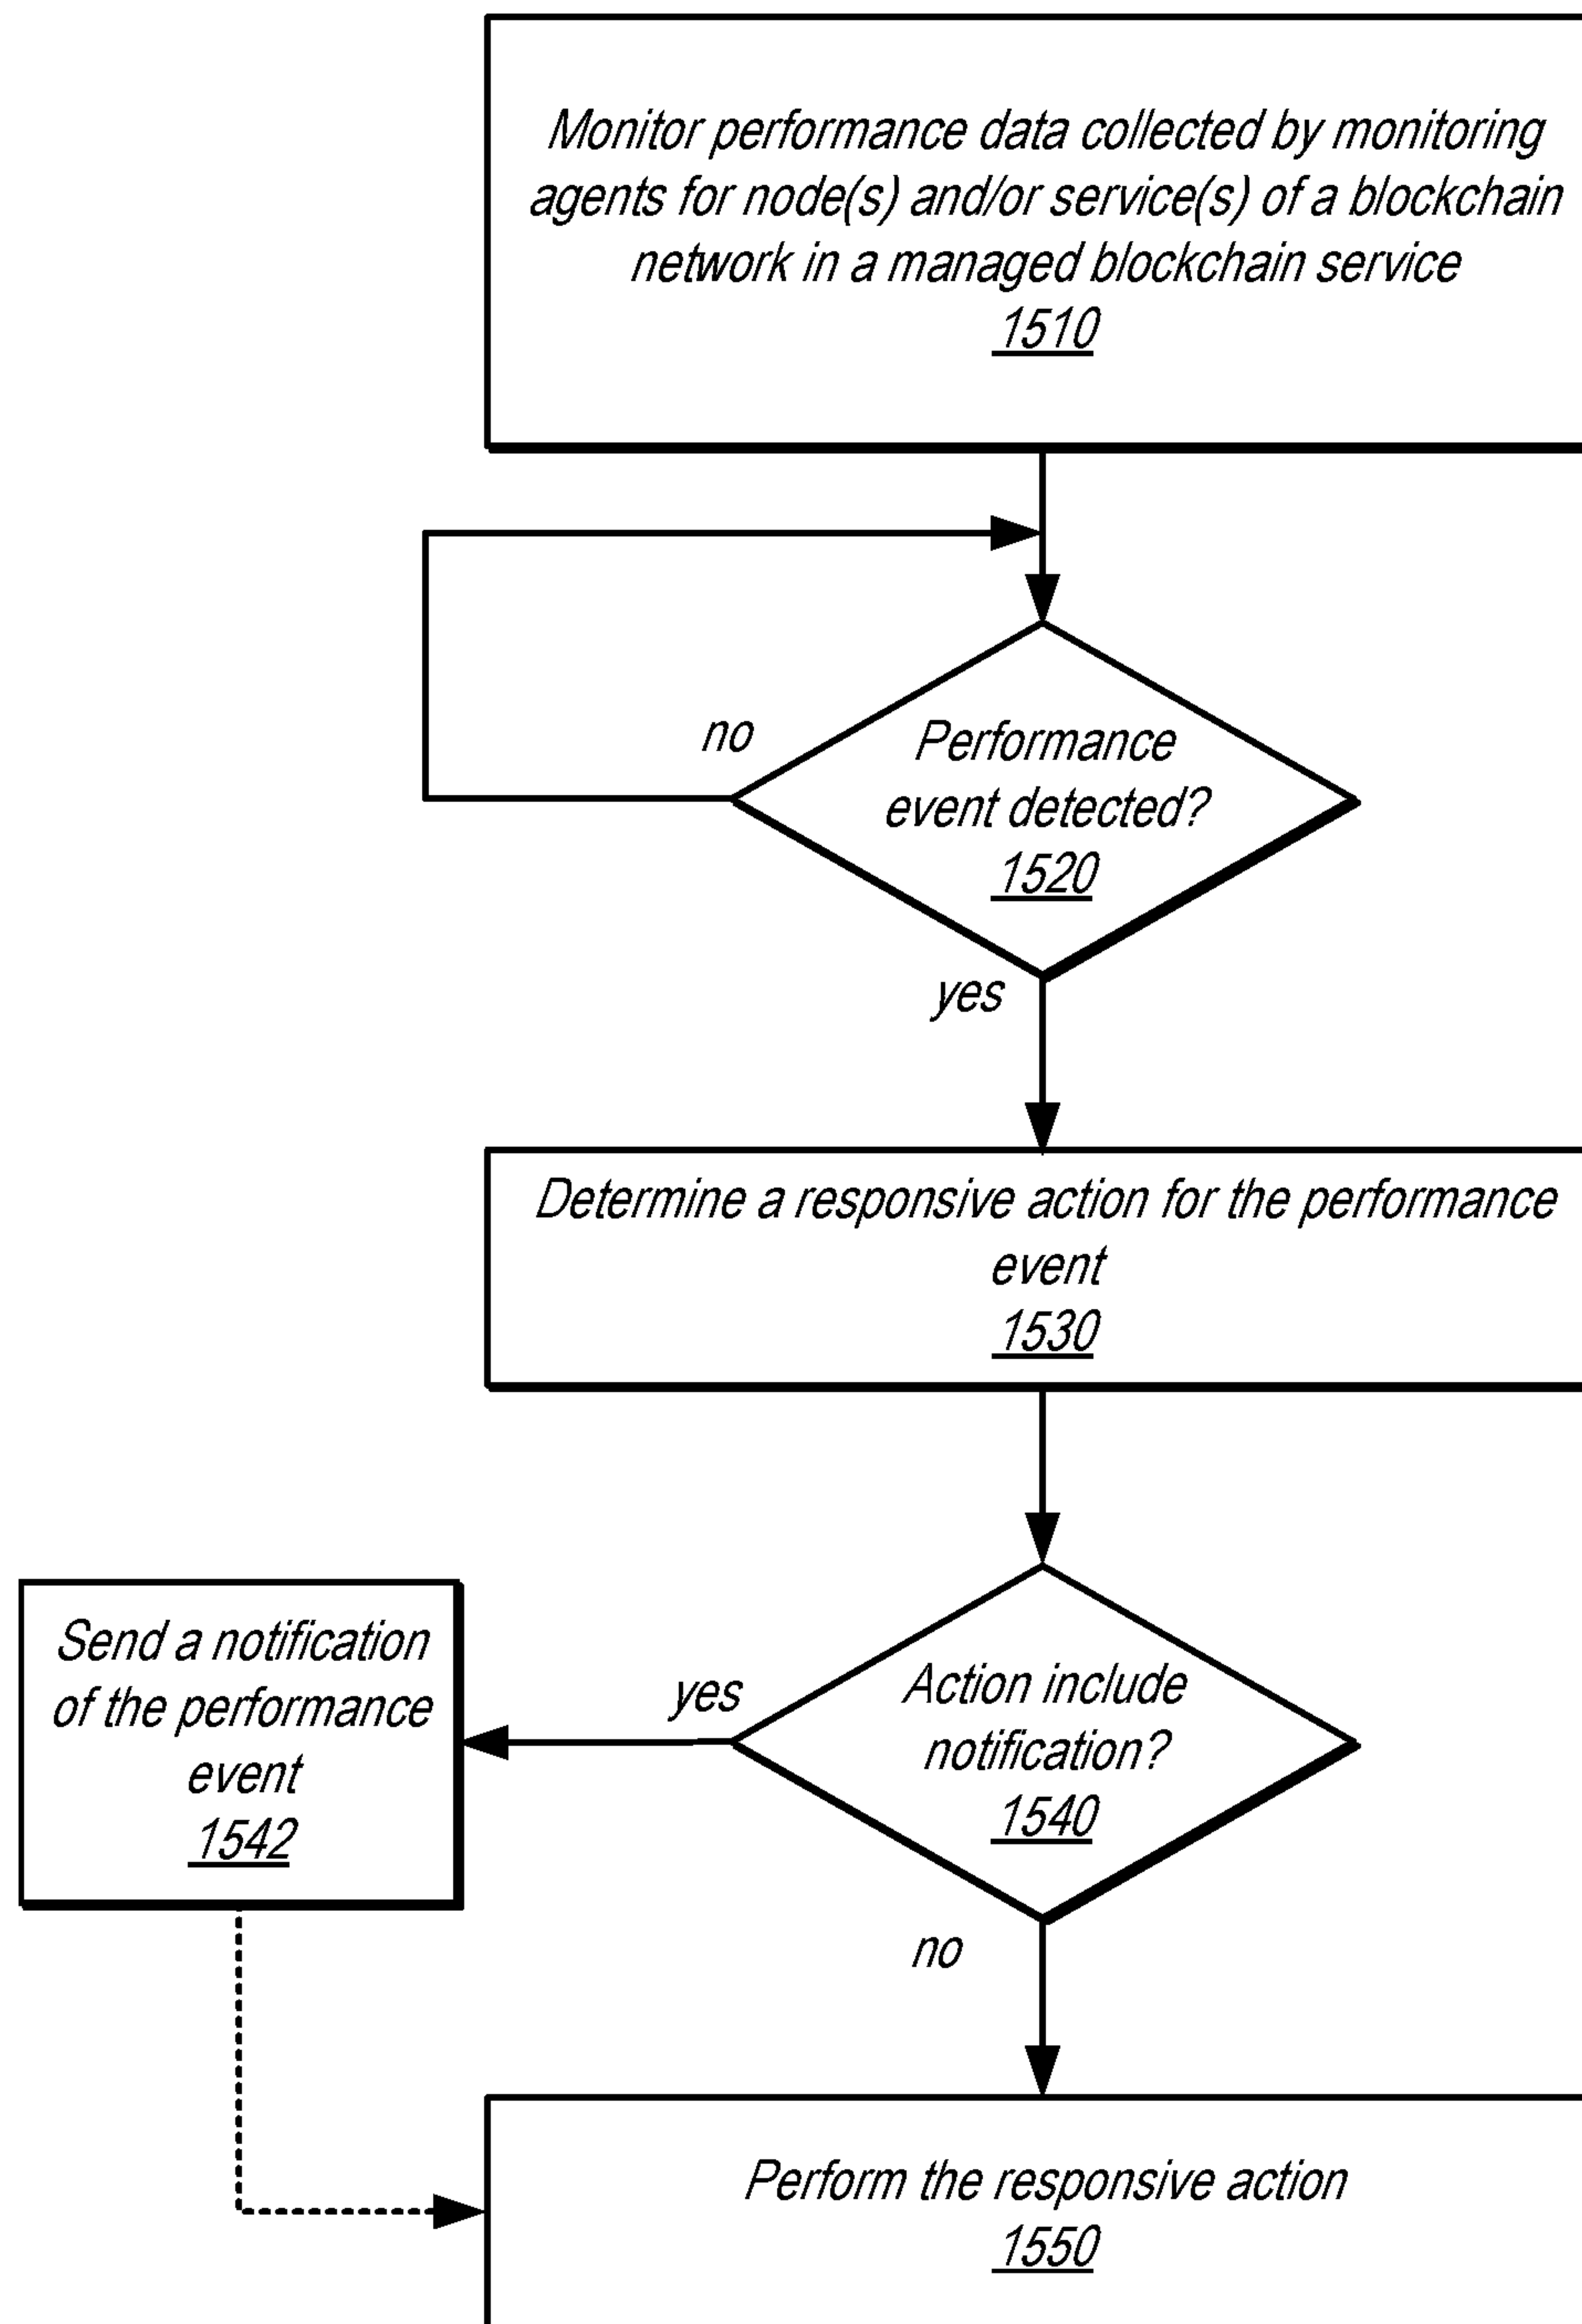 Monitor performance data collected by monitoring
agents for node(s) and/or service(s) of a blockchain
network in a managed blockchain service
1510
no
Performance
event detected?
1520
yes
Determine a responsive action for the performance
event
1530
Send a notification
of the performance
event
1542
yes
Action include
notification?
1540
no
Perform the responsive action
1550